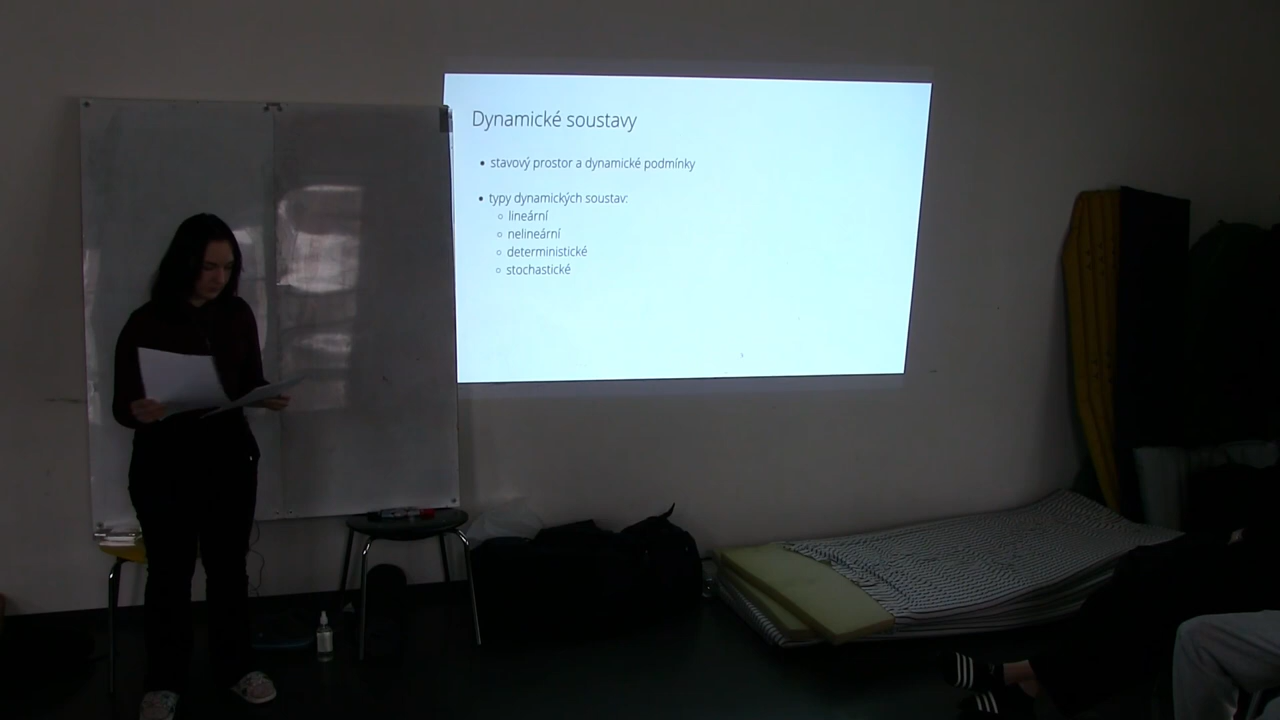 Dynamické soustavy
• stavový prostor a dynamické podmínky
• typy dynamických soustav:
○ lineární
○ nelineární
○ deterministické
○ stochastické